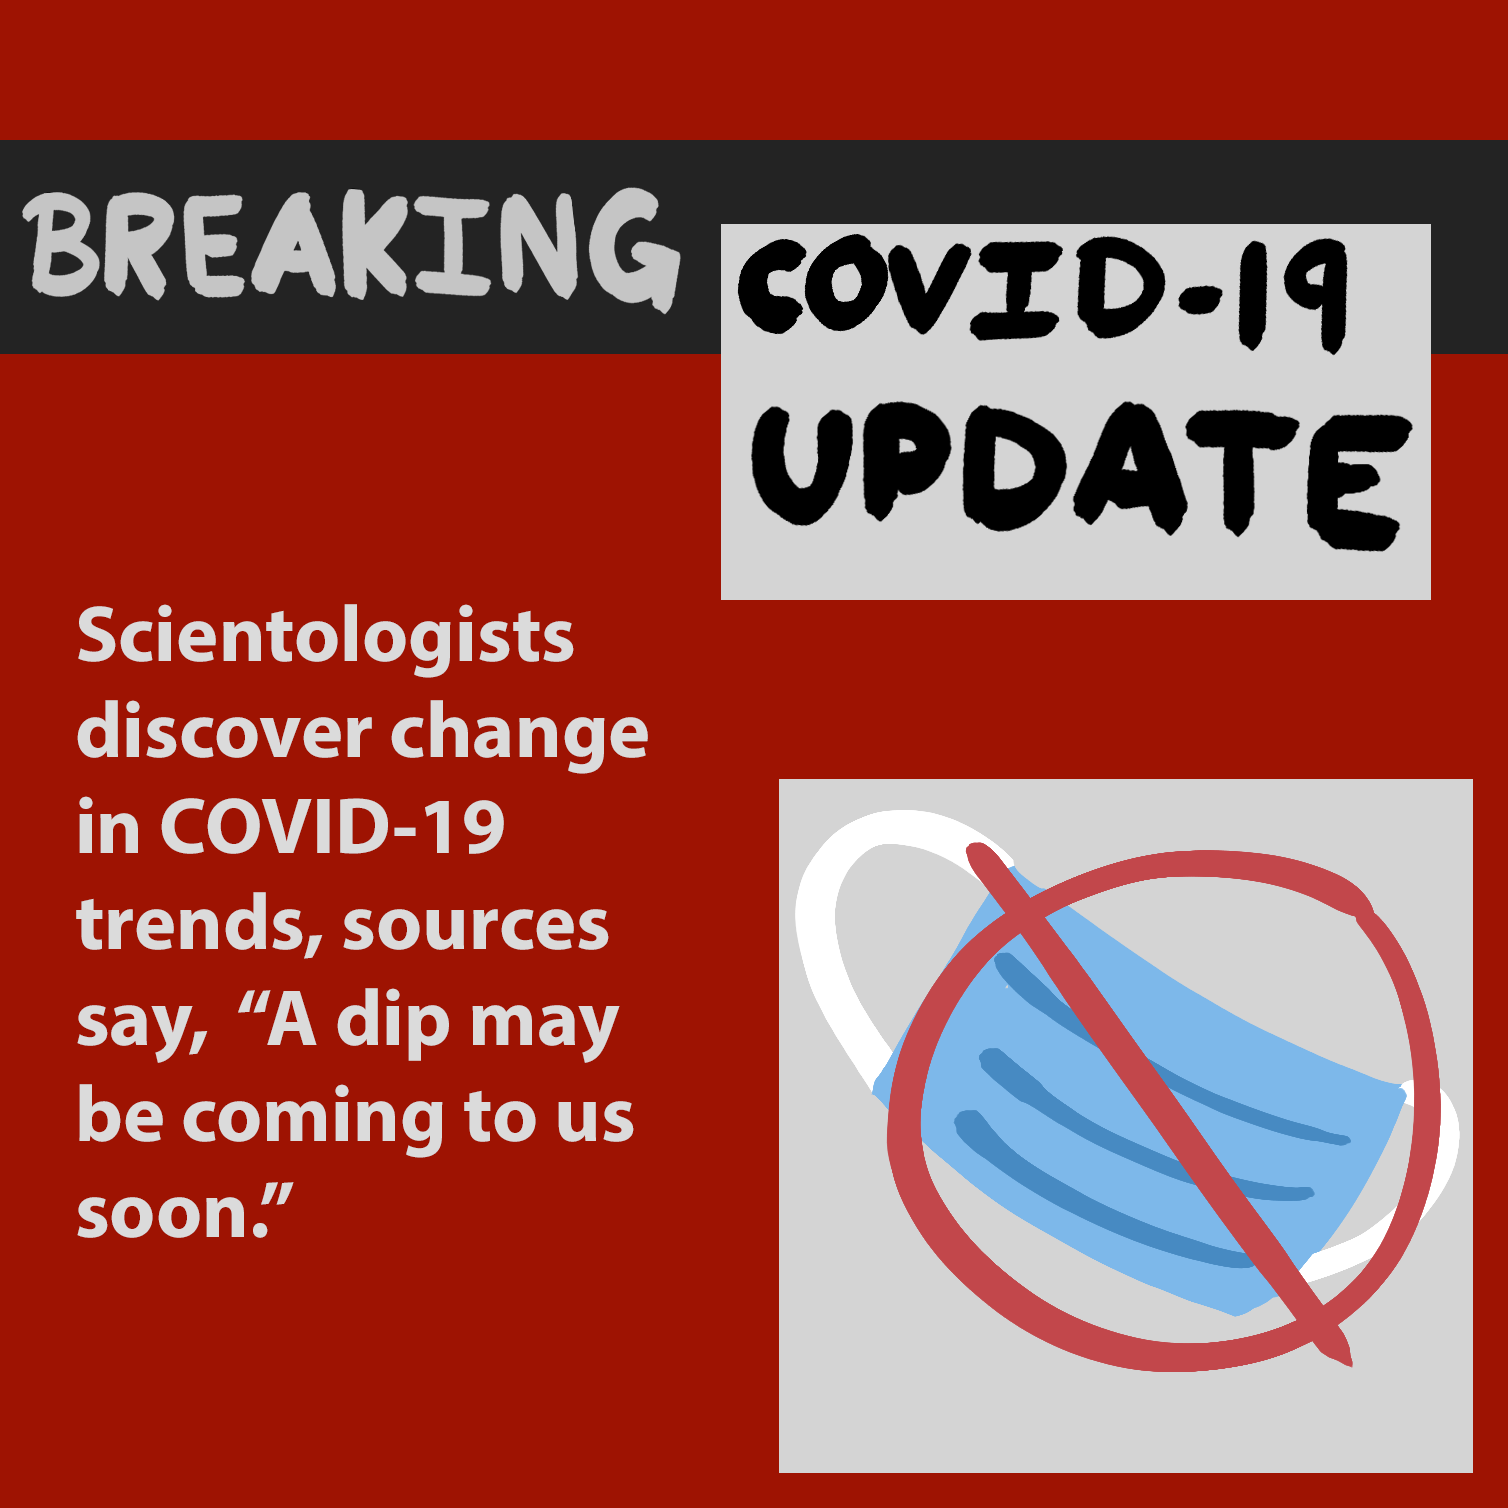 BREAKING
COVID-19
UPDATE
Scientologists
discover change
in COVID-19
trends, sources
say, “A dip may
be coming to us
soon.”